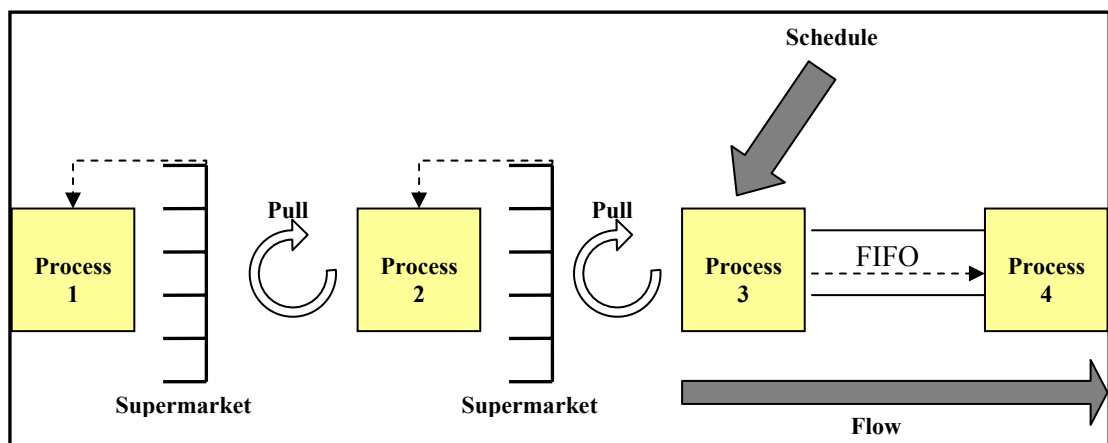 Schedule
Pull
Pull
Process
1
Process
2
Process
3
FIFO
Process
4
Supermarket
Supermarket
Flow